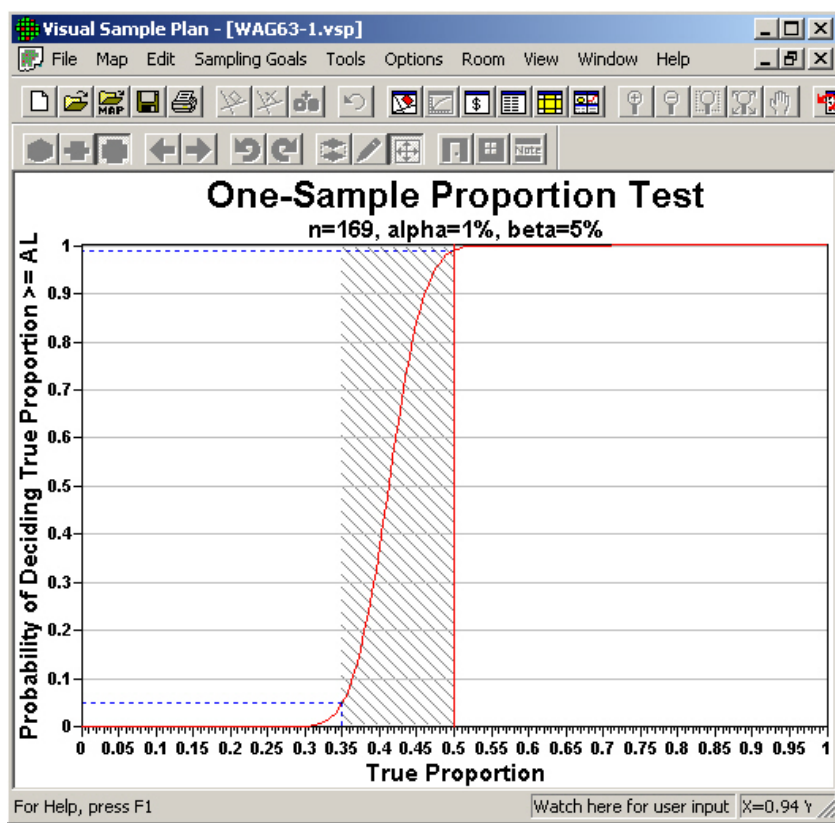 Visual Sample Plan - [WAG63-1.vsp]
File Map Edit Sampling Goals Tools Options Room View Window Help
MAP $
Note
One-Sample Proportion Test
n=169, alpha=1%, beta=5%
Probability of Deciding True Proportion >= AL
1
0.9
0.8
0.7
0.6
0.5
0.4
0.3
0.2
0.1
0
0 0.05 0.1 0.15 0.2 0.25 0.3 0.35 0.4 0.45 0.5 0.55 0.6 0.65 0.7 0.75 0.8 0.85 0.9 0.95 1
True Proportion
For Help, press F1 Watch here for user input X=0.94